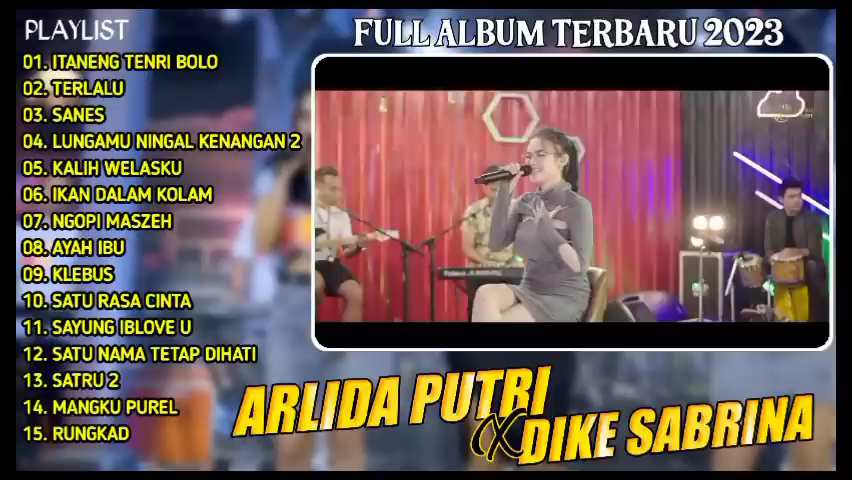 PLAYLIST
FULL ALBUM TERBARU 2023
01. ITANENG TENRI BOLO
02. TERLALU
03. SANES
04. LUNGAMU NINGAL KENANGAN 2
05. KALIH WELASKU
06. IKAN DALAM KOLAM
07. NGOPI MASZEH
08. AYAH IBU
09. KLEBUS
10. SATU RASA CINTA
11. SAYUNG IBLOVE U
12. SATU NAMA TETAP DIHATI
13. SATRU 2
14. MANGKU PUREL
15. RUNGKAD
Roland
ARLIDA PUTRI
X DIKE SABRINA